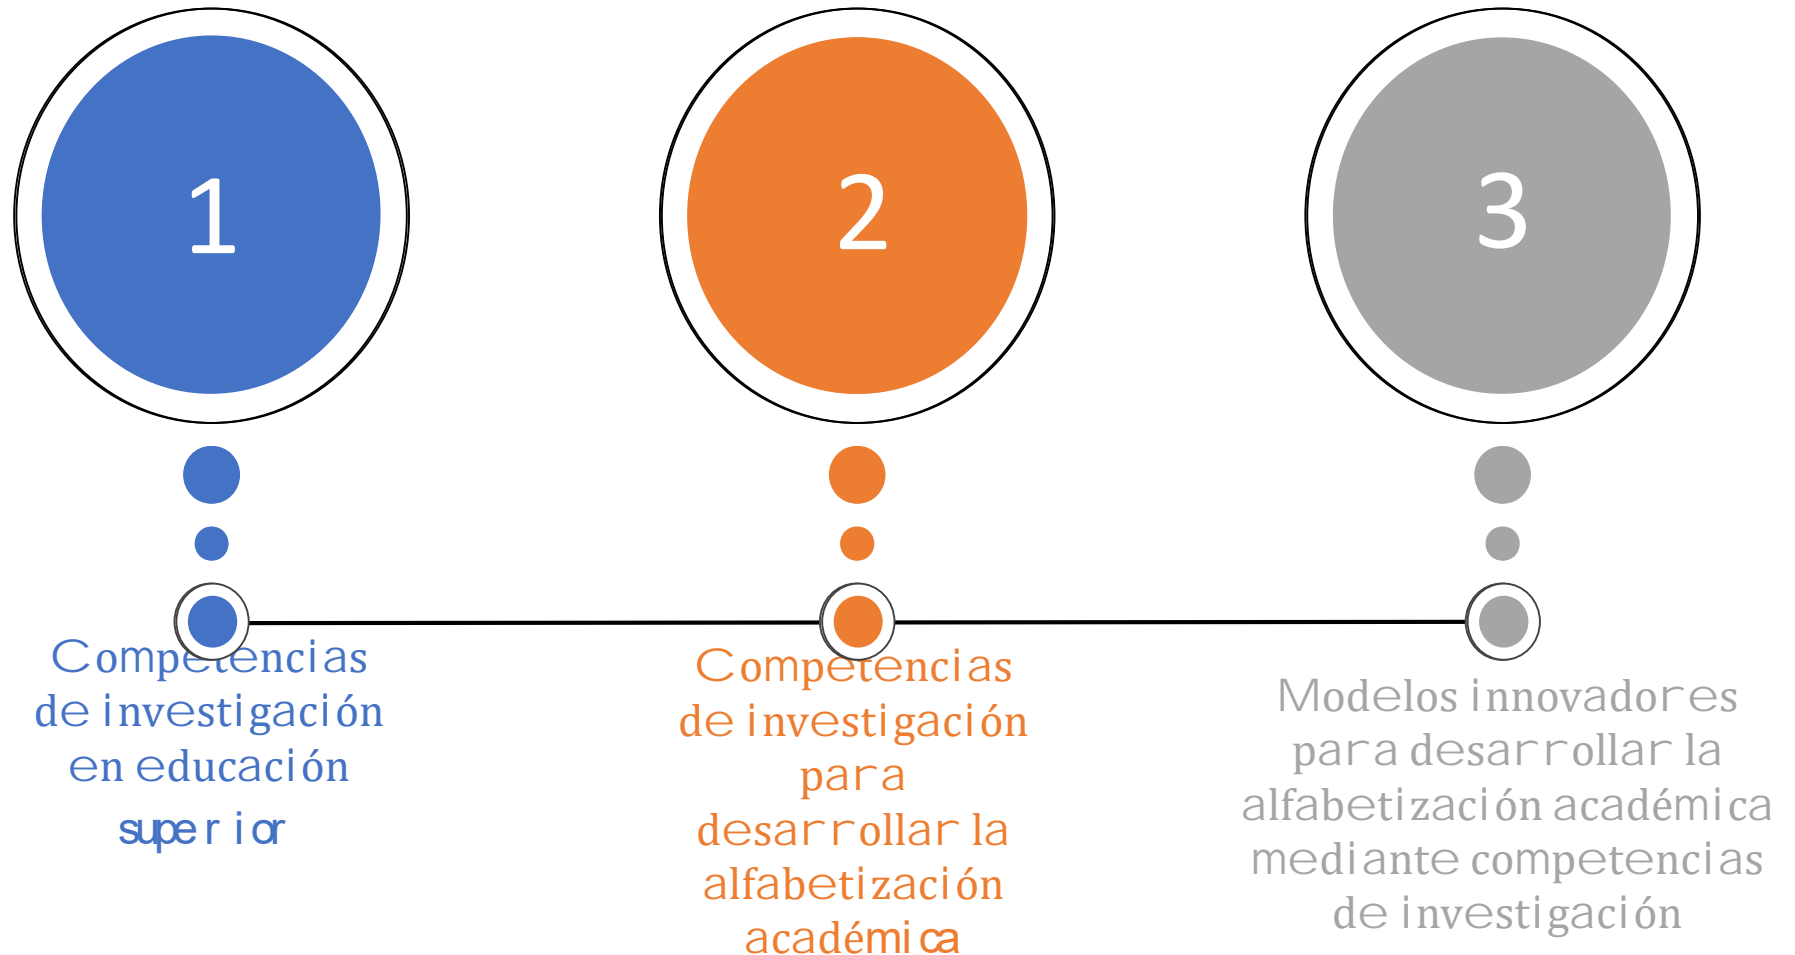 1
Competencias
de investigación
en educación
superior
2
Competencias
de investigación
para
desarrollar la
alfabetización
académica
3
Modelos innovadores
para desarrollar la
alfabetización académica
mediante competencias
de investigación